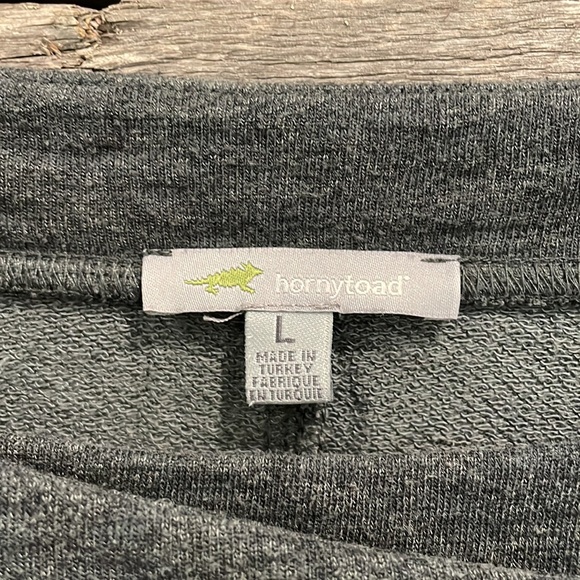 hornytoad
L
MADE IN
TURKEY
FABRIQUE
EN TURQUIE